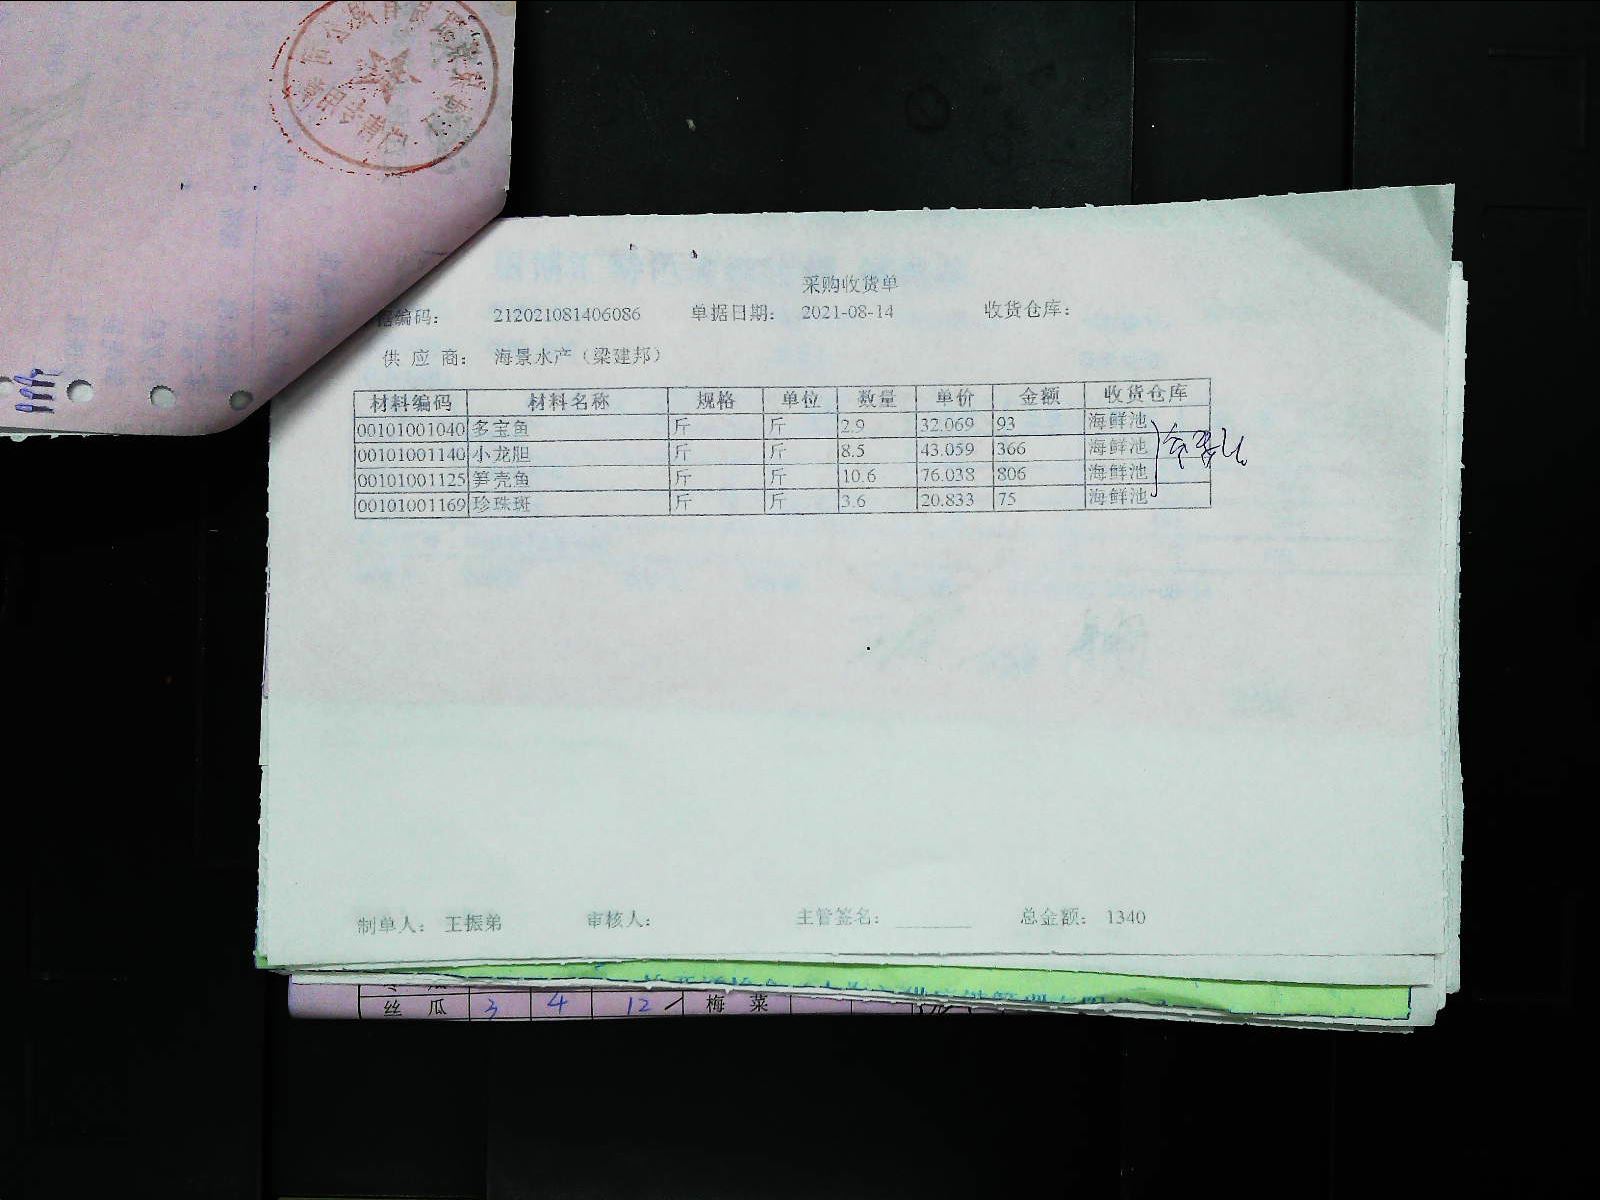 采购收货单
编码： 212021081406086 单据日期： 2021-08-14 收货仓库：
供 应 商： 海景水产（梁建邦）
材料编码 材料名称 规格 单位 数量 单价 金额 收货仓库
00101001040 多宝鱼 斤 斤 2.9 32.069 93 海鲜池
00101001140 小龙胆 斤 斤 8.5 43.059 366 海鲜池
00101001125 笋壳鱼 斤 斤 10.6 76.038 806 海鲜池
00101001169 珍珠斑 斤 斤 3.6 20.833 75 海鲜池
制单人： 王振弟 审核人： 主管签名： 总金额： 1340
丝 瓜 3 4 12 梅 菜